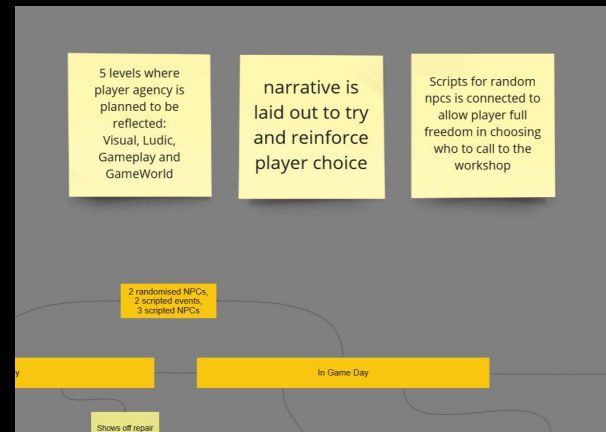 5 levels where
player agency is
planned to be
reflected:
Visual, Ludic,
Gameplay and
GameWorld
narrative is
laid out to try
and reinforce
player choice
Scripts for random
npcs is connected to
allow player full
freedom in choosing
who to call to the
workshop
2 randomised NPCs,
2 scripted events,
3 scripted NPCs
y
In Game Day
Shows off repair